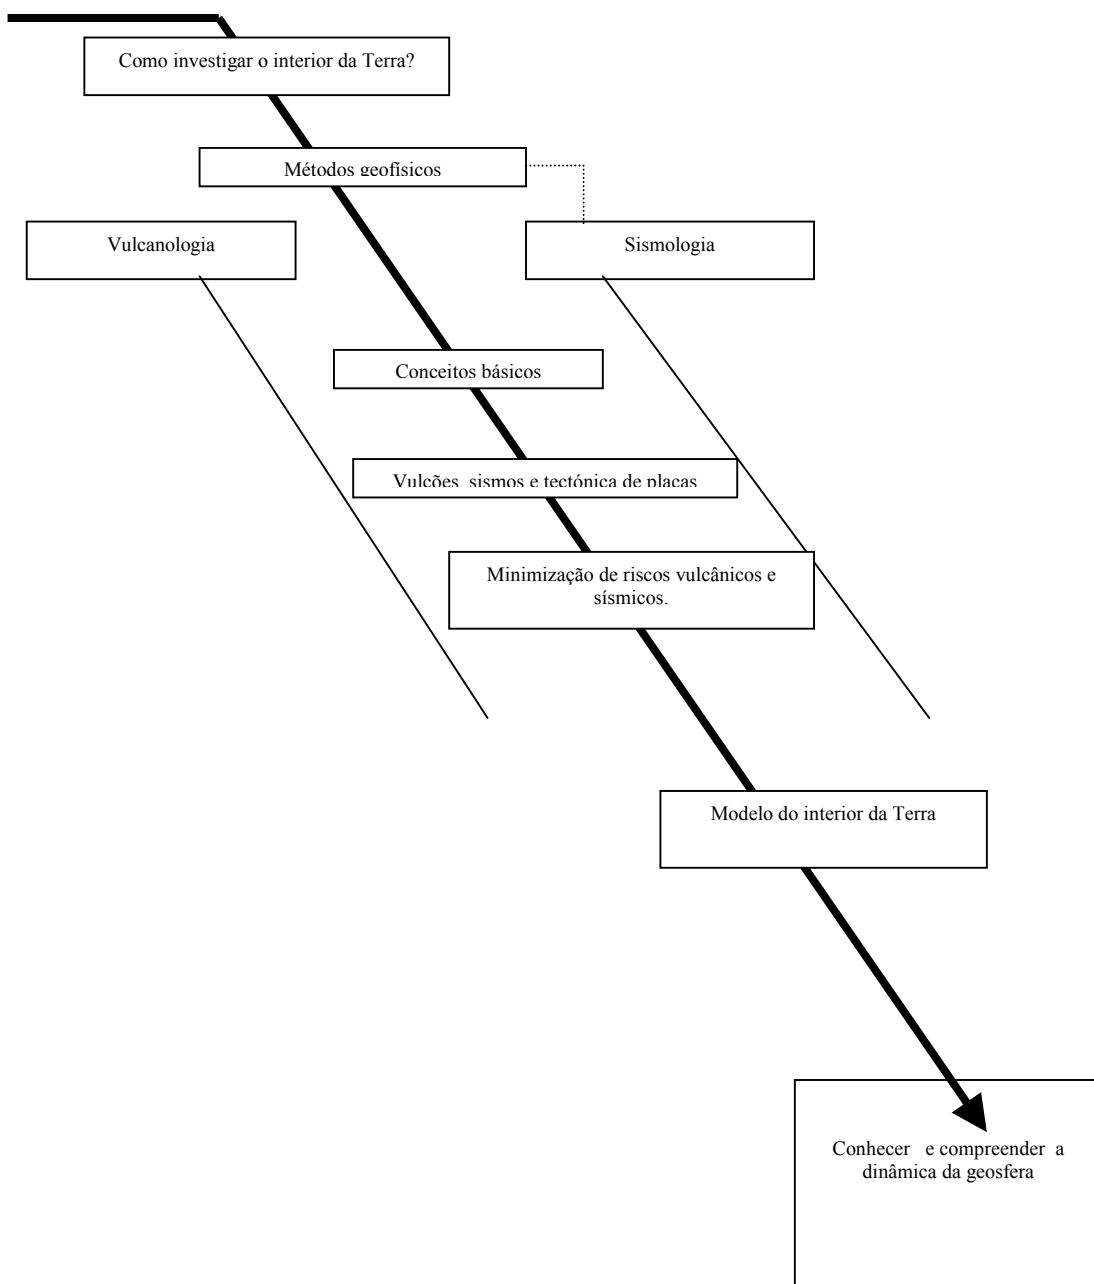 Como investigar o interior da Terra?
Métodos geofísicos
Vulcanologia
Sismologia
Conceitos básicos
Vulcões, sismos e tectónica de placas
Minimização de riscos vulcânicos e
sísmicos.
Modelo do interior da Terra
Conhecer e compreender a
dinâmica da geosfera